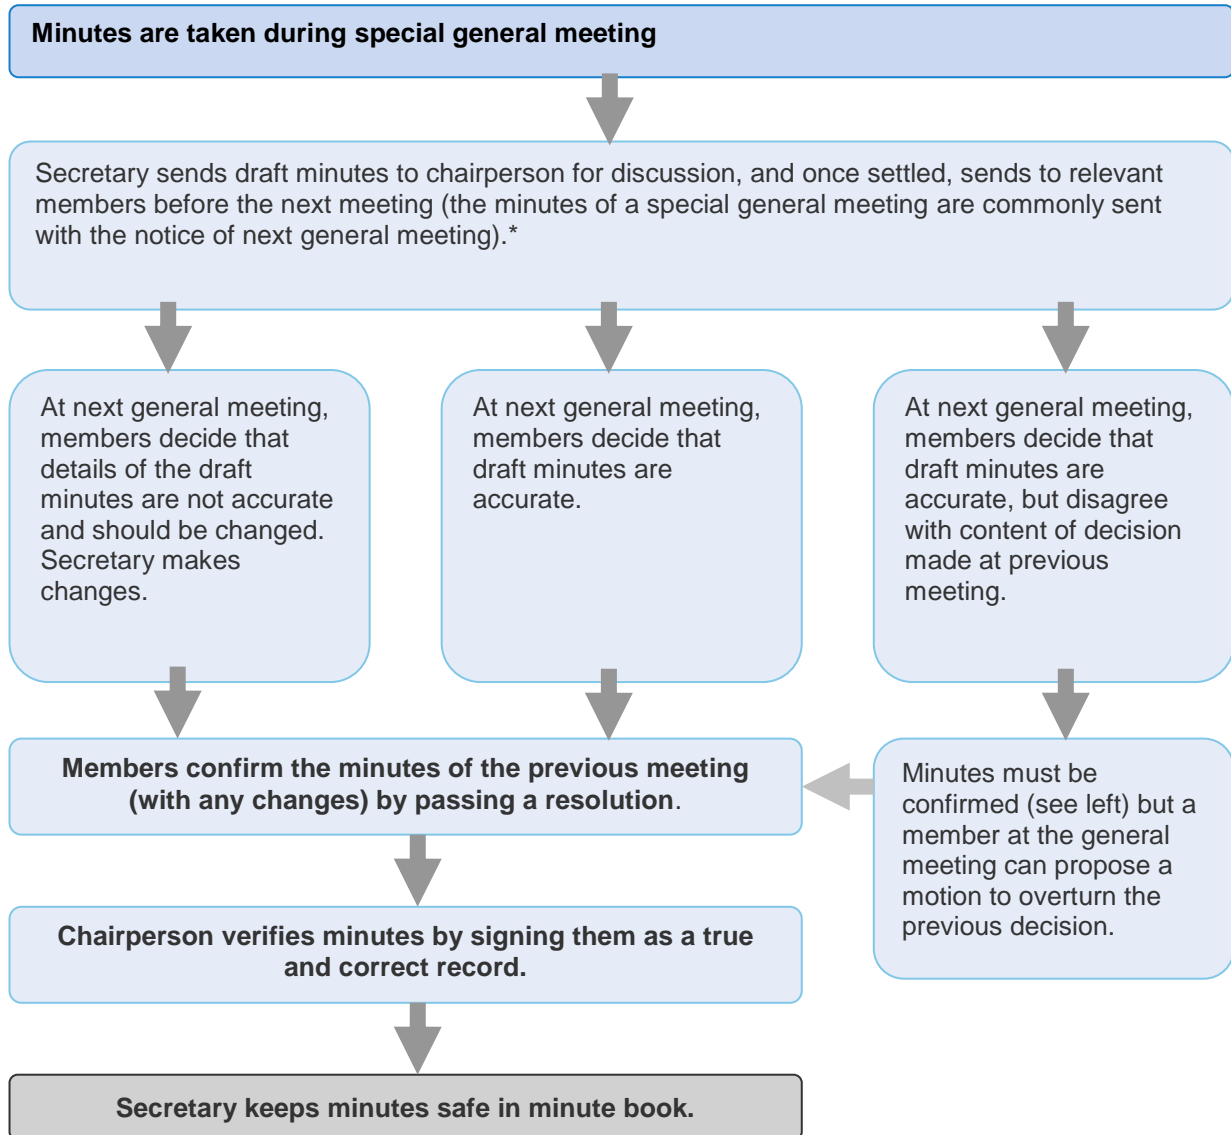 Minutes are taken during special general meeting
Secretary sends draft minutes to chairperson for discussion, and once settled, sends to relevant
members before the next meeting (the minutes of a special general meeting are commonly sent
with the notice of next general meeting).*
At next general meeting,
members decide that
details of the draft
minutes are not accurate
and should be changed.
Secretary makes
changes.
At next general meeting,
members decide that
draft minutes are
accurate.
At next general meeting,
members decide that
draft minutes are
accurate, but disagree
with content of decision
made at previous
meeting.
Members confirm the minutes of the previous meeting
(with any changes) by passing a resolution.
Minutes must be
confirmed (see left) but a
member at the general
meeting can propose a
motion to overturn the
previous decision.
Chairperson verifies minutes by signing them as a true
and correct record.
Secretary keeps minutes safe in minute book.